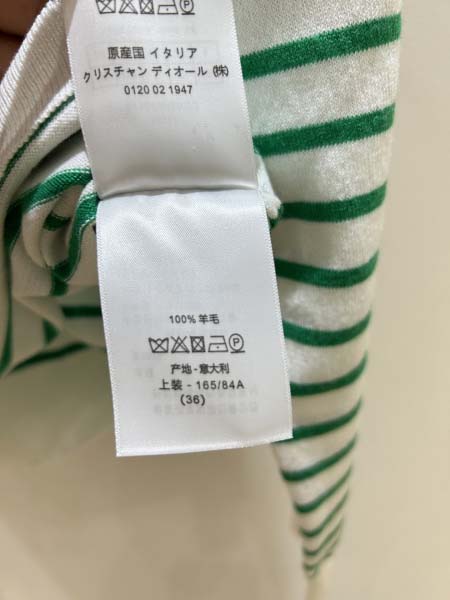 原産国 イタリア
クリスチャン ディオール ㈱
0120 02 1947
100% 羊毛
产地-意大利
上装 - 165/84A
(36)